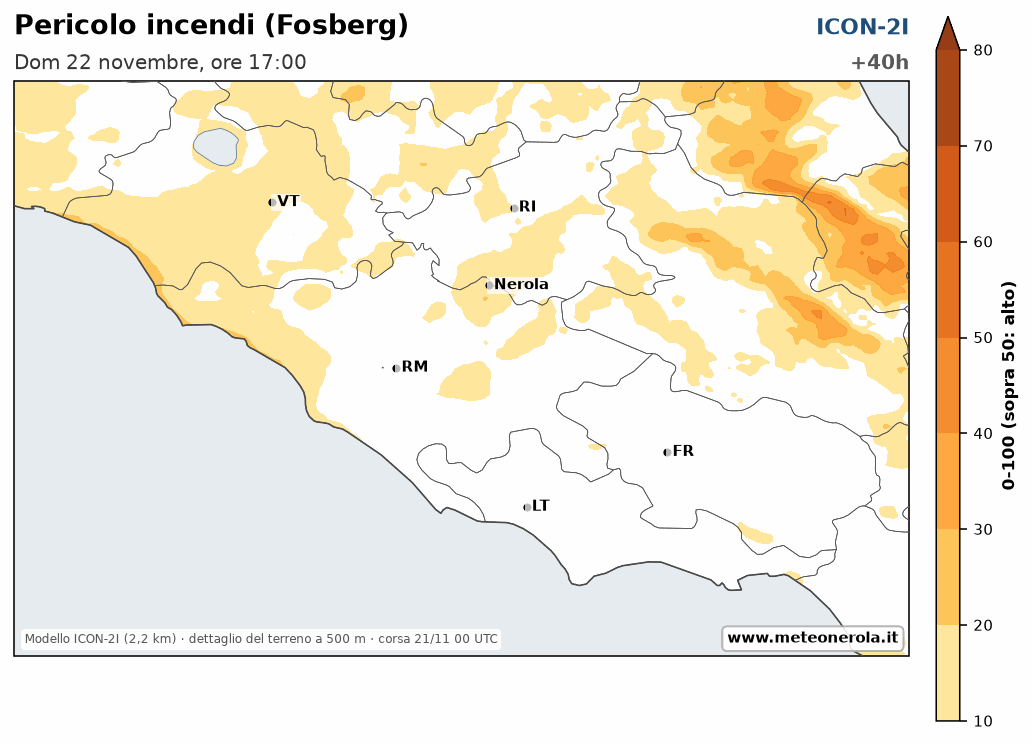 Pericolo incendi (Fosberg)
ICON-2I
Dom 22 novembre, ore 17:00
+40h
VT
RI
Nerola
RM
FR
LT
Modello ICON-2I (2,2 km) · dettaglio del terreno a 500 m · corsa 21/11 00 UTC
www.meteonerola.it
80
70
60
50
40
30
20
10
0-100 (sopra 50: alto)